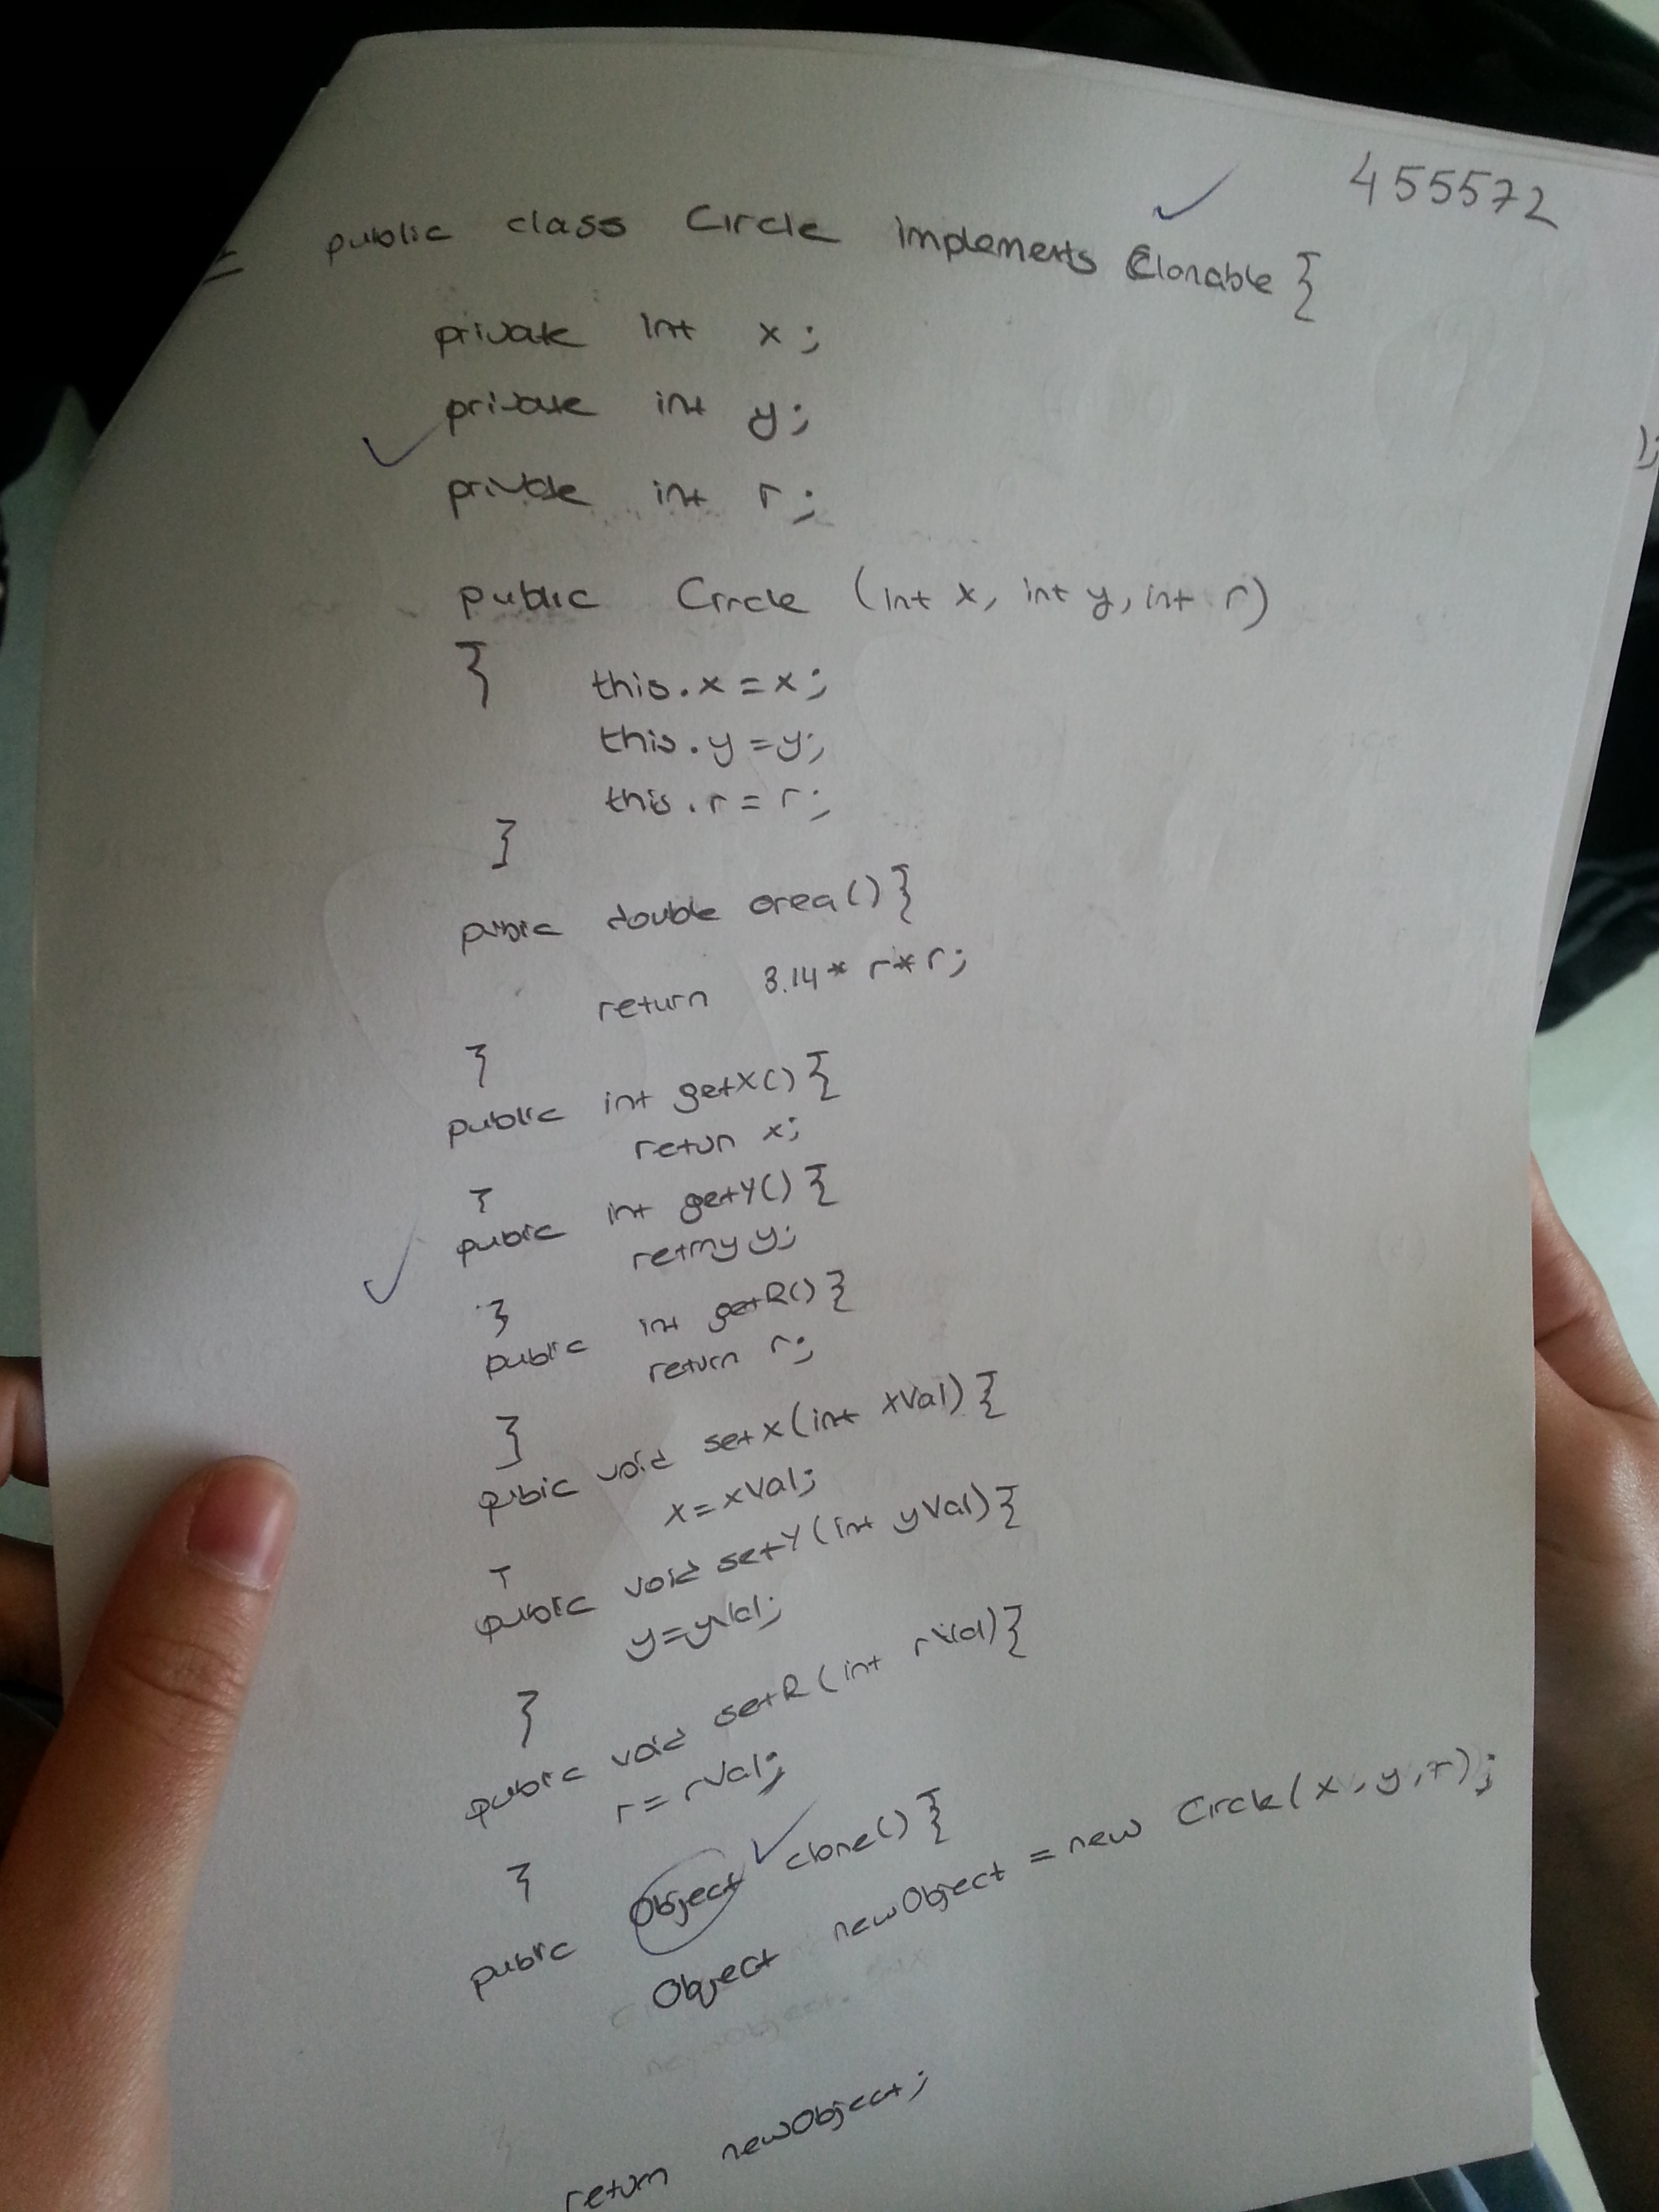 455572
public class Circle implements Clonable {
private int x;
private int y;
private int r;
public Circle (int x, int y, int r)
{ this.x = x;
this.y = y;
this.r = r;
}
public double area() {
return 3.14 * r * r;
}
public int getX() {
retun x;
}
public int getY() {
y;
}
public int getR() {
return r;
}
pubic void setX (int xVal) {
x = xVal;
}
public void setY (int yVal) {
y = yVal;
}
public void setR (int rVal) {
r = rVal;
}
public Object clone() {
Object newObject = new Circle (x, y, r);
return newObject;
);